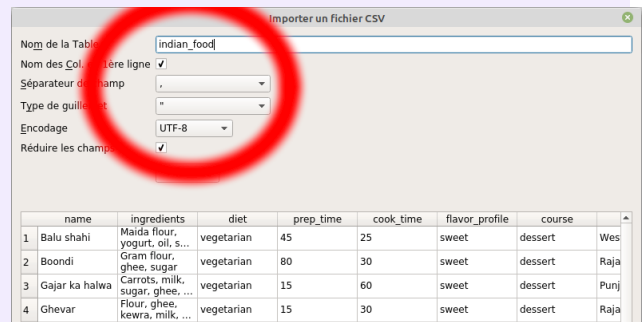 Importer un fichier CSV
Nom de la Table indian_food
Nom des Col. 1ère ligne
Séparateur de champ ,
Type de guillemet "
Encodage UTF-8
Réduire les champs
name ingredients diet prep_time cook_time flavor_profile course
1 Balu shahi Maida flour, yogurt, oil, s... vegetarian 45 25 sweet dessert Wes
2 Boondi Gram flour, ghee, sugar vegetarian 80 30 sweet dessert Raja
3 Gajar ka halwa Carrots, milk, sugar, ghee, ... vegetarian 15 60 sweet dessert Punj
4 Ghevar Flour, ghee, kewra, milk, ... vegetarian 15 30 sweet dessert Raja